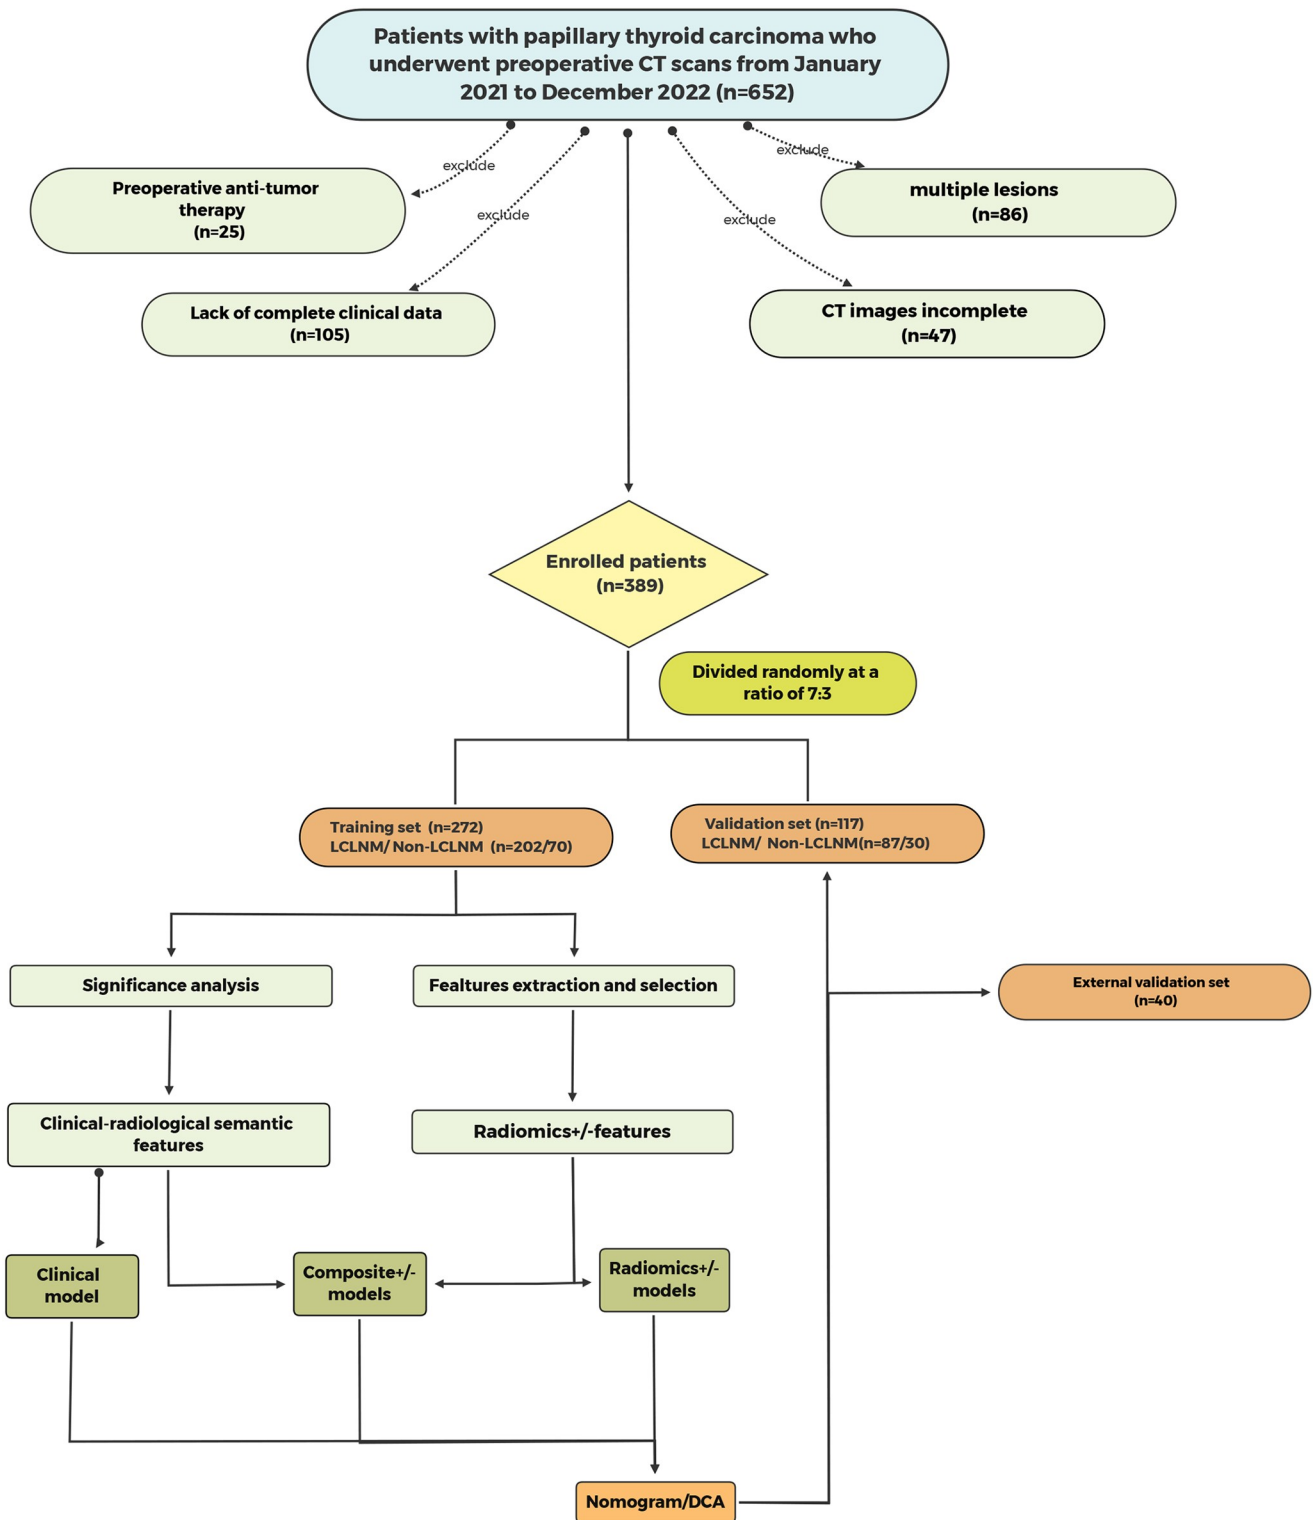 Patients with papillary thyroid carcinoma who
underwent preoperative CT scans from January
2021 to December 2022 (n=652)
exclude
exclude
exclude
exclude
Preoperative anti-tumor
therapy
(n=25)
multiple lesions
(n=86)
Lack of complete clinical data
(n=105)
CT images incomplete
(n=47)
Enrolled patients
(n=389)
Divided randomly at a
ratio of 7:3
Training set (n=272)
LCLNM/ Non-LCLNM (n=202/70)
Validation set (n=117)
LCLNM/ Non-LCLNM(n=87/30)
Significance analysis
Fealtures extraction and selection
External validation set
(n=40)
Clinical-radiological semantic
features
Radiomics+/-features
Clinical
model
Composite+/-
models
Radiomics+/-
models
Nomogram/DCA